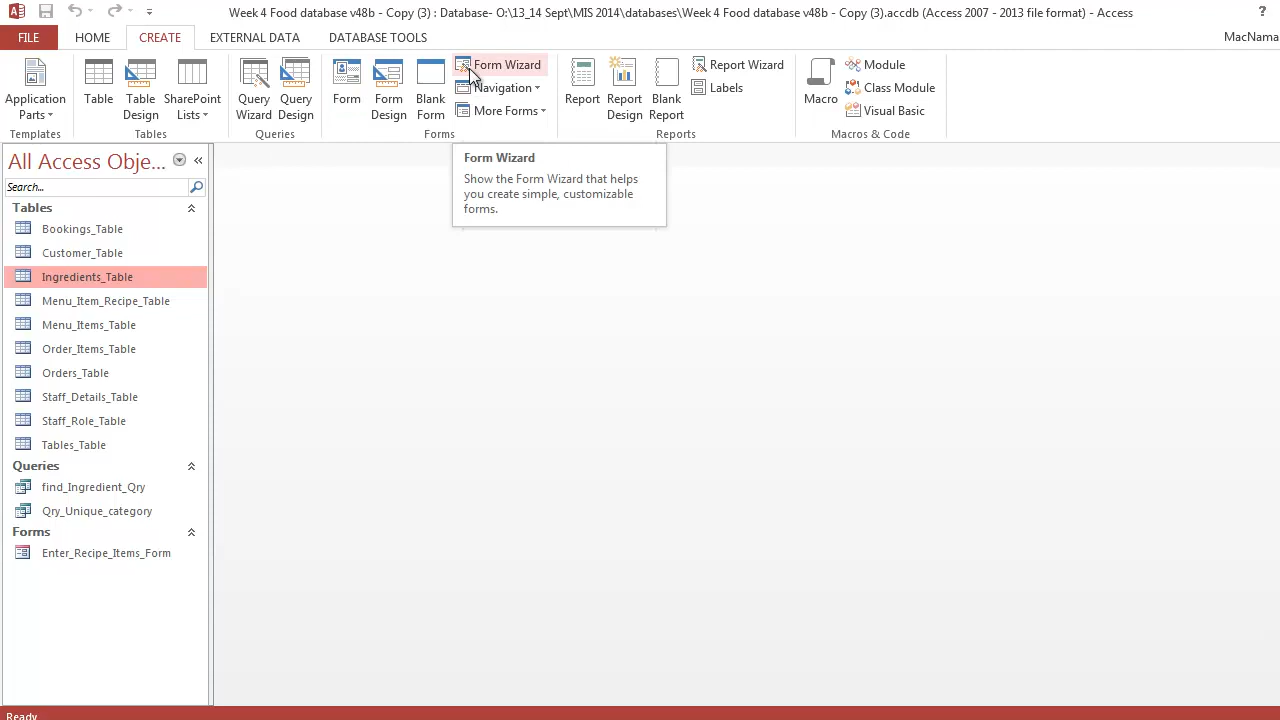 Week 4 Food database v48b - Copy (3) : Database- O:\13_14 Sept\MIS 2014\databases\Week 4 Food database v48b - Copy (3).accdb (Access 2007 - 2013 file format) - Access
?
FILE HOME CREATE EXTERNAL DATA DATABASE TOOLS
MacNama
Application Parts
Templates
Table
Table Design
SharePoint Lists
Tables
Query Wizard
Query Design
Queries
Form
Form Design
Blank Form
Form Wizard
Navigation
More Forms
Forms
Report
Report Design
Blank Report
Report Wizard
Labels
Reports
Macro
Module
Class Module
Visual Basic
Macros & Code
Form Wizard
Show the Form Wizard that helps
you create simple, customizable
forms.
All Access Obje...
Search...
Tables
Bookings_Table
Customer_Table
Ingredients_Table
Menu_Item_Recipe_Table
Menu_Items_Table
Order_Items_Table
Orders_Table
Staff_Details_Table
Staff_Role_Table
Tables_Table
Queries
find_Ingredient_Qry
Qry_Unique_category
Forms
Enter_Recipe_Items_Form
Ready